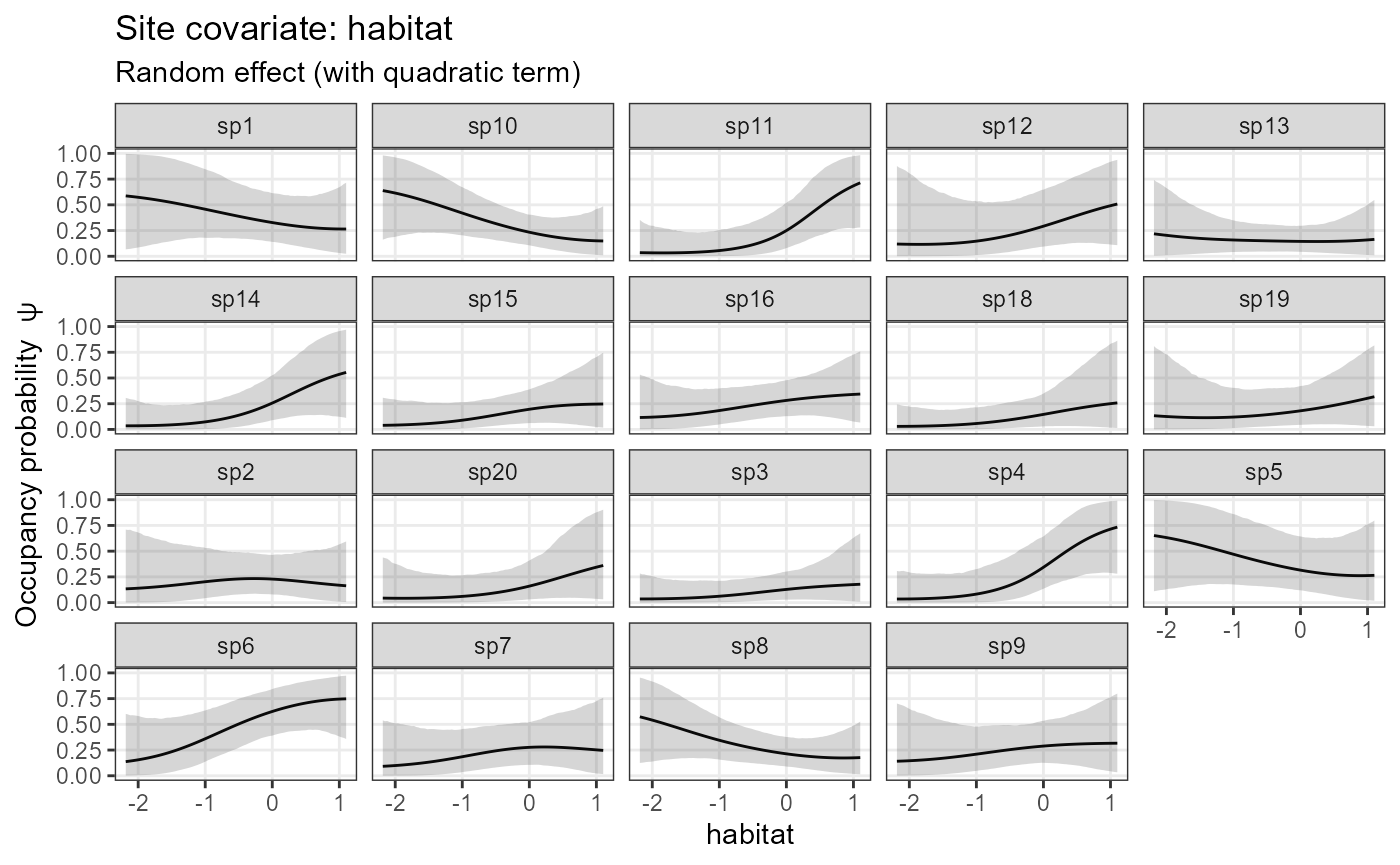 Site covariate: habitat
Random effect (with quadratic term)
sp1 sp10 sp11 sp12 sp13
1.00
0.75
0.50
0.25
0.00
sp14 sp15 sp16 sp18 sp19
1.00
0.75
0.50
0.25
0.00
sp2 sp20 sp3 sp4 sp5
1.00
0.75
0.50
0.25
0.00
-2 -1 0 1
sp6 sp7 sp8 sp9
1.00
0.75
0.50
0.25
0.00
-2 -1 0 1 -2 -1 0 1 -2 -1 0 1 -2 -1 0 1
habitat
Occupancy probability ψ